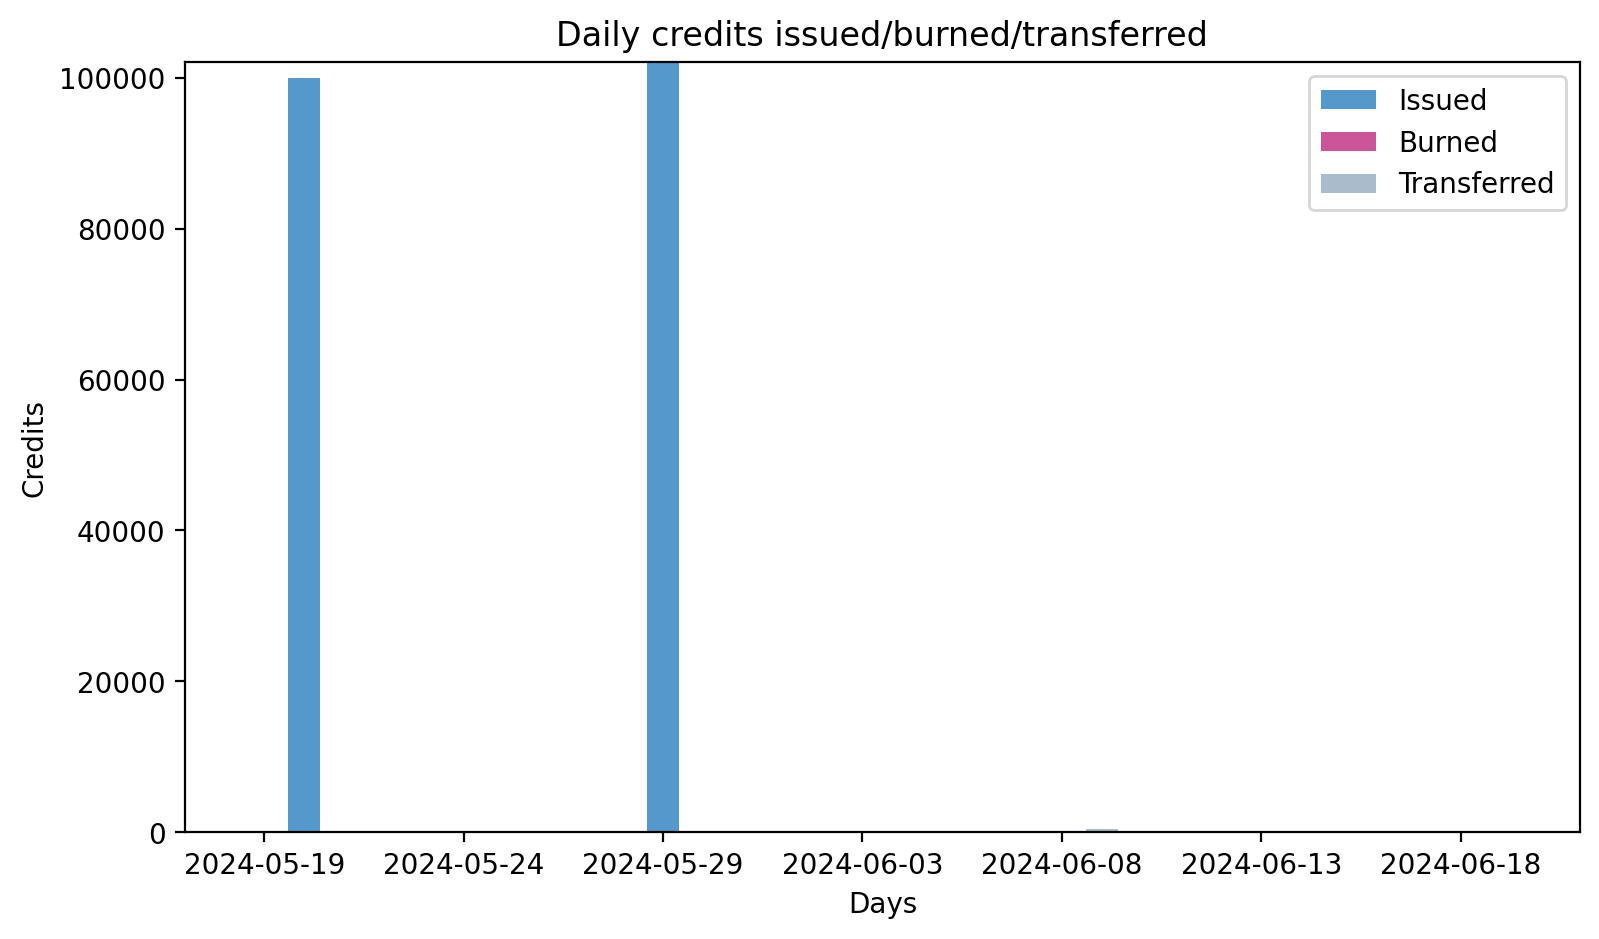 Daily credits issued/burned/transferred
100000
80000
60000
40000
20000
0
Credits
Issued
Burned
Transferred
2024-05-19 2024-05-24 2024-05-29 2024-06-03 2024-06-08 2024-06-13 2024-06-18
Days